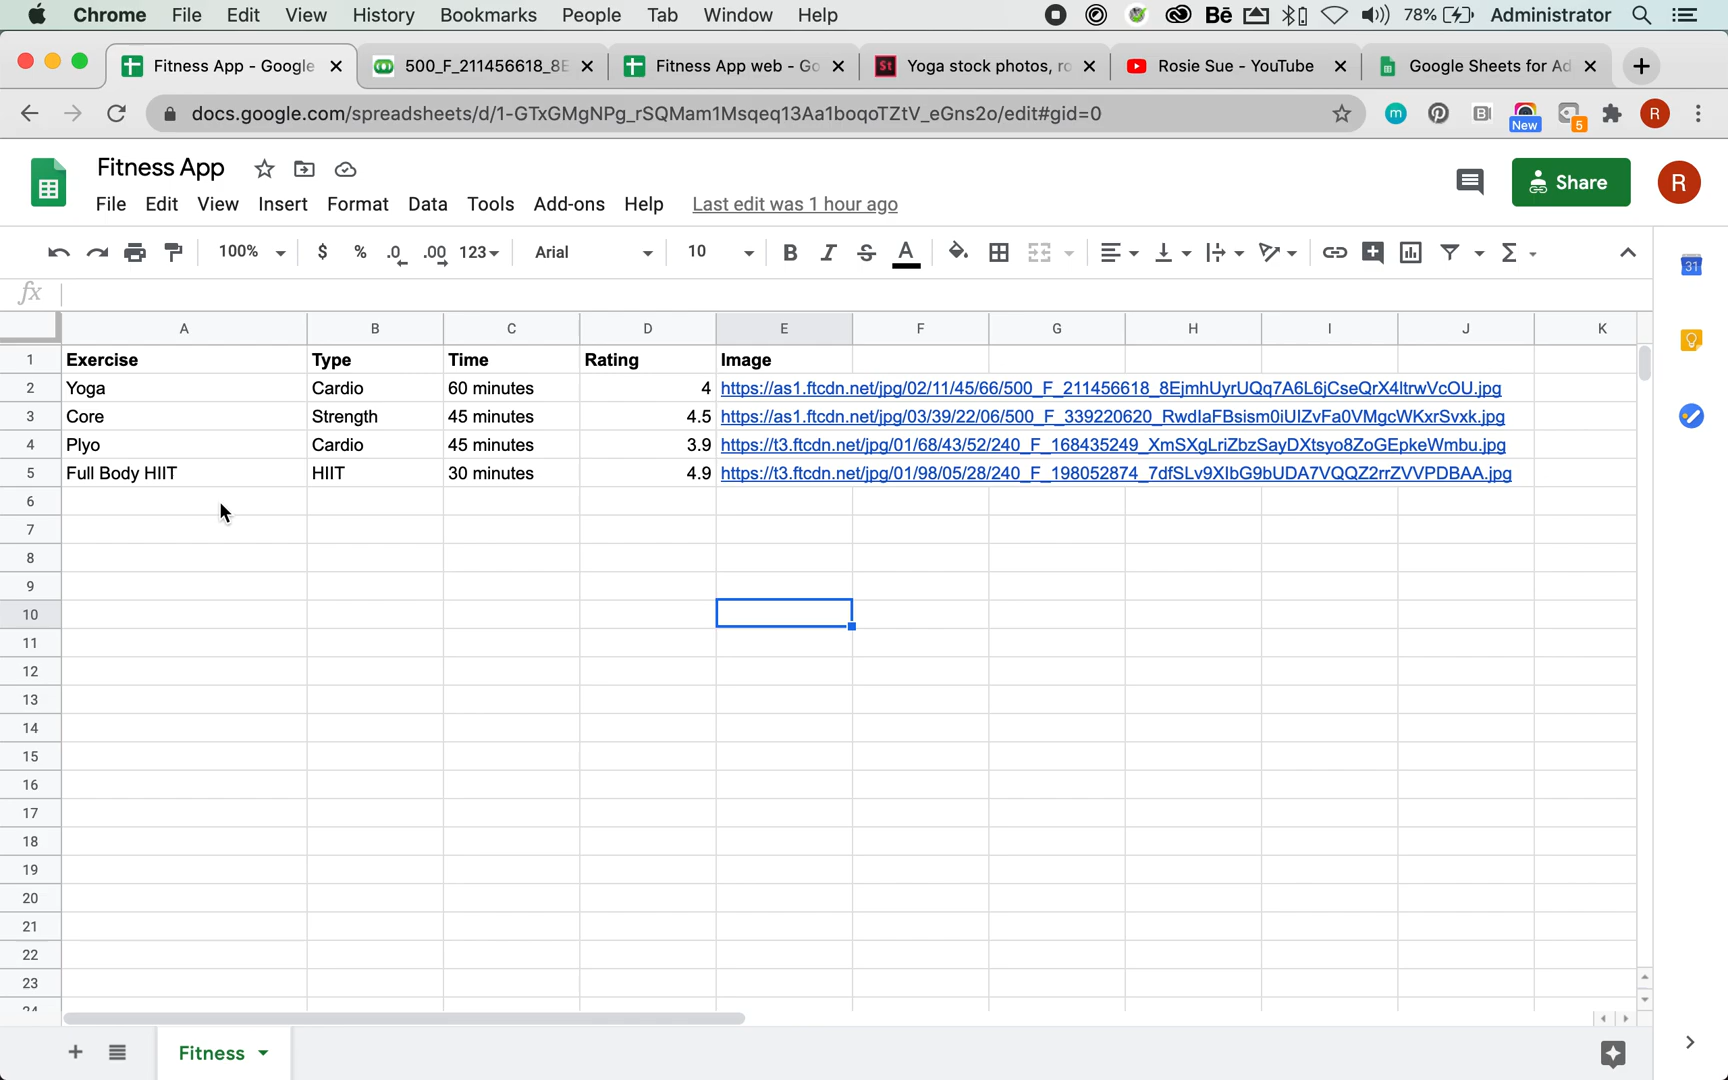 Chrome File Edit View History Bookmarks People Tab Window Help Bē 78% Administrator
Fitness App - Google 500_F_211456618_8E Fitness App web - Go St Yoga stock photos, ro Rosie Sue - YouTube Google Sheets for Ad
docs.google.com/spreadsheets/d/1-GTxGMgNPg_rSQMam1Msqeq13Aa1boqoTZtV_eGns2o/edit#gid=0 m New 5 R
Fitness App Share R
File Edit View Insert Format Data Tools Add-ons Help Last edit was 1 hour ago
100% $ % .0 .00 123 Arial 10 B I S A Σ 31
fx
A B C D E F G H I J K
1 Exercise Type Time Rating Image
2 Yoga Cardio 60 minutes 4 https://as1.ftcdn.net/jpg/02/11/45/66/500_F_211456618_8EjmhUyrUQq7A6L6jCseQrX4ltrwVcOU.jpg
3 Core Strength 45 minutes 4.5 https://as1.ftcdn.net/jpg/03/39/22/06/500_F_339220620_RwdlaFBsism0iUIZvFa0VMgcWKxrSvxk.jpg
4 Plyo Cardio 45 minutes 3.9 https://t3.ftcdn.net/jpg/01/68/43/52/240_F_168435249_XmSXgLriZbzSayDXtsyo8ZoGEpkeWmbu.jpg
5 Full Body HIIT HIIT 30 minutes 4.9 https://t3.ftcdn.net/jpg/01/98/05/28/240_F_198052874_7dfSLv9XIbG9bUDA7VQQZ2rrZVVPDBAA.jpg
6
7
8
9
10
11
12
13
14
15
16
17
18
19
20
21
22
23
24
Fitness